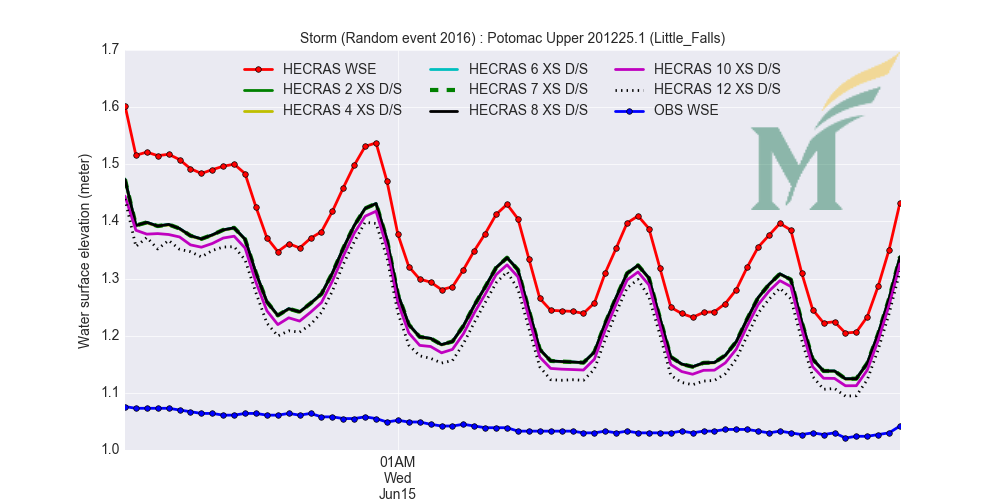 Storm (Random event 2016) : Potomac Upper 201225.1 (Little_Falls)
HECRAS WSE
HECRAS 2 XS D/S
HECRAS 4 XS D/S
HECRAS 6 XS D/S
HECRAS 7 XS D/S
HECRAS 8 XS D/S
HECRAS 10 XS D/S
HECRAS 12 XS D/S
OBS WSE
M
Water surface elevation (meter)
1.7
1.6
1.5
1.4
1.3
1.2
1.1
1.0
01AM
Wed
Jun15